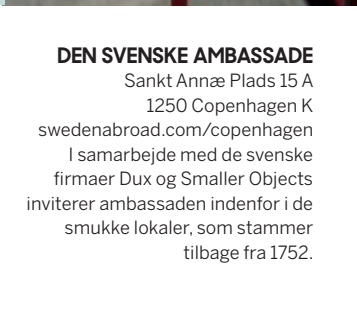 DEN SVENSKE AMBASSADE
Sankt Annæ Plads 15 A
1250 Copenhagen K
swedenabroad.com/copenhagen
I samarbejde med de svenske
firmaer Dux og Smaller Objects
inviterer ambassaden indenfor i de
smukke lokaler, som stammer
tilbage fra 1752.